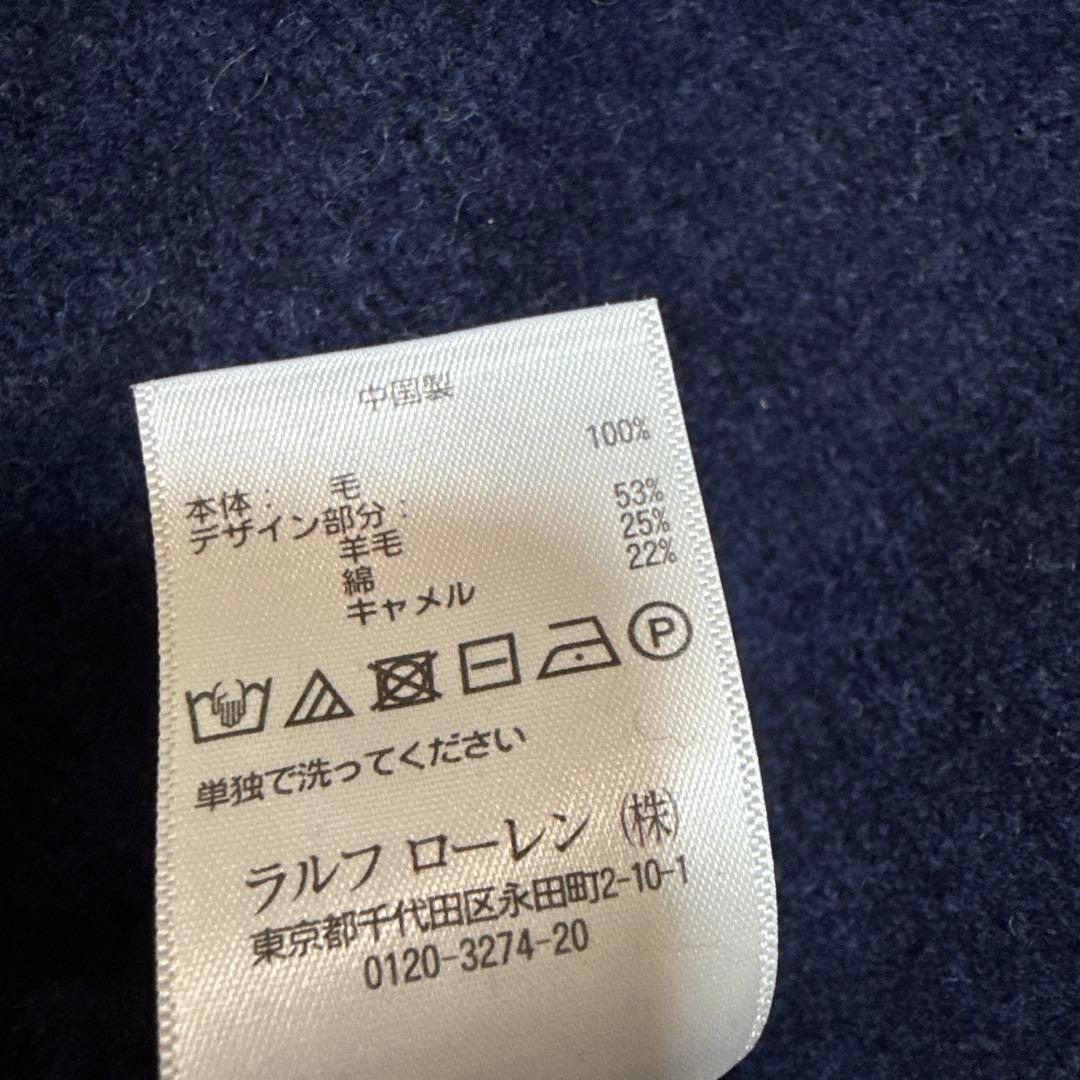 中国製
本体: 毛 100%
デザイン部分:
羊毛 53%
綿 25%
キャメル 22%
P
単独で洗ってください
ラルフ ローレン (株)
東京都千代田区永田町2-10-1
0120-3274-20